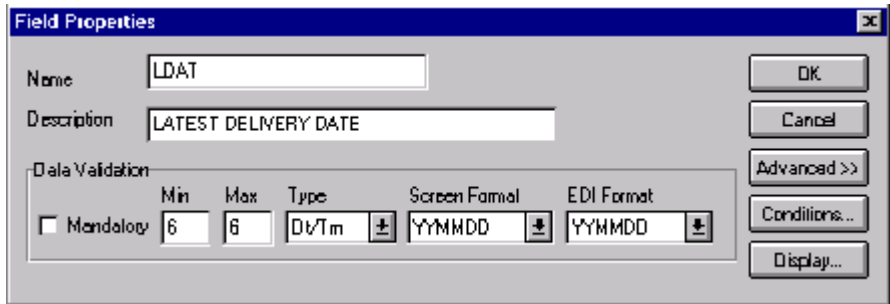 Field Properties
Name LDAT OK
Description LATEST DELIVERY DATE Cancel
Data Validation Advanced >>
Min Max Type Screen Format EDI Format
Mandatory 6 6 Dt/Tm YYMMDD YYMMDD Conditions...
Display...